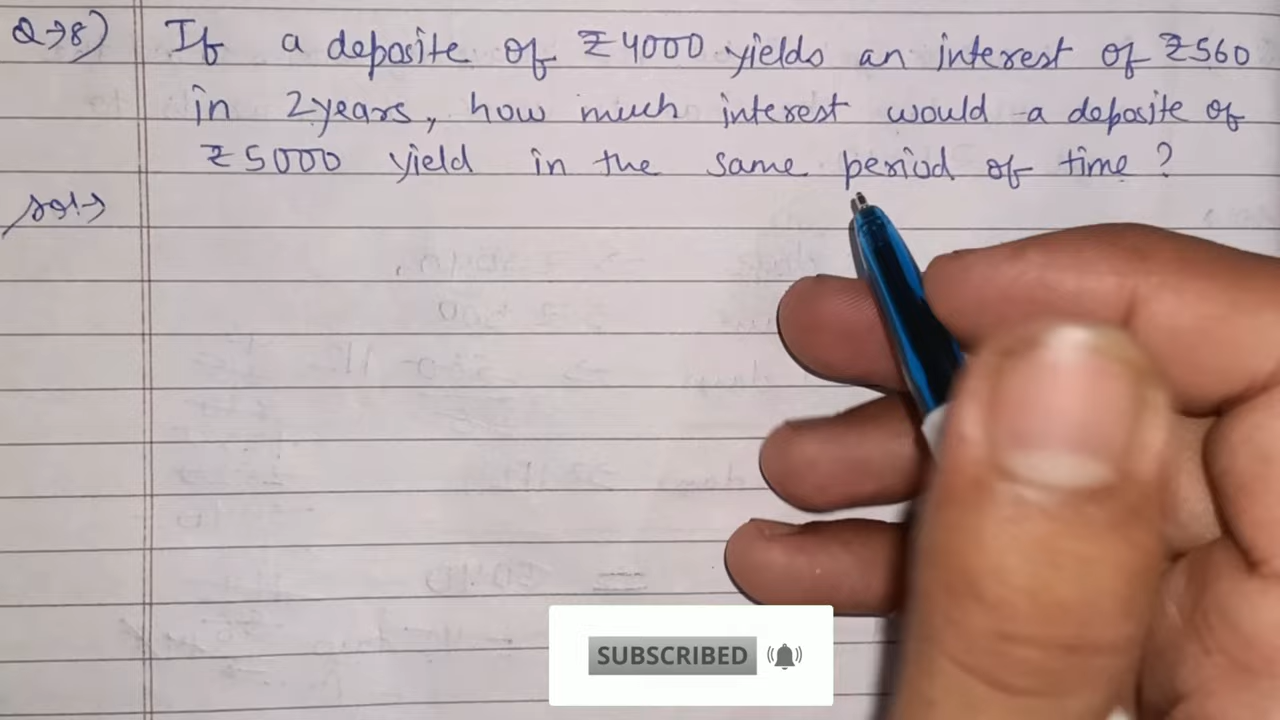 Q→8) If a deposite of ₹4000 yields an interest of ₹560
in 2years, how much interest would a deposite of
₹5000 yield in the same period of time ?
Sol→
SUBSCRIBED